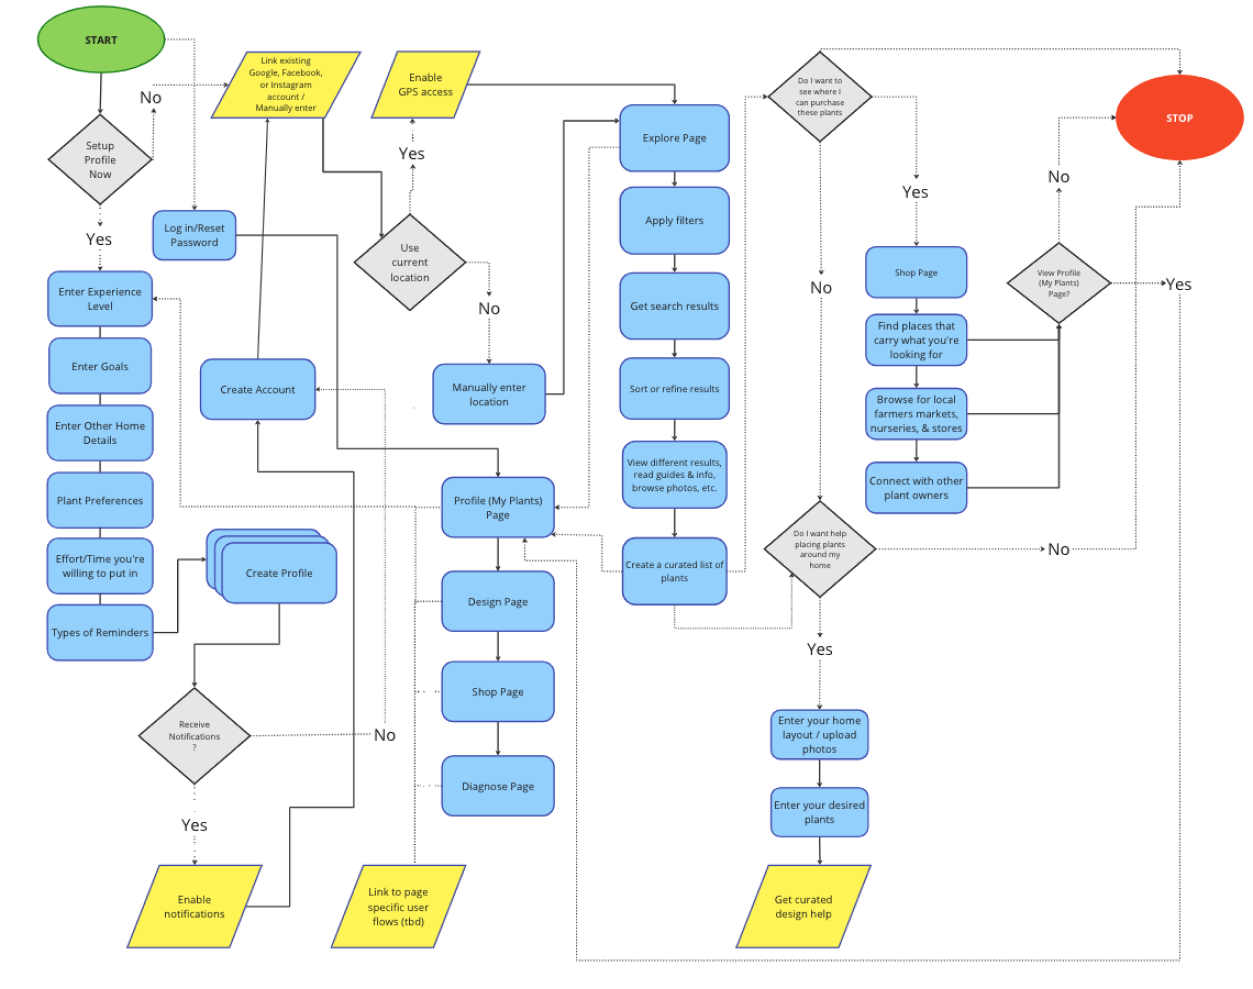 START
No
Setup
Profile
Now
Yes
Log in/Reset
Password
Enter Experience
Level
Enter Goals
Enter Other Home
Details
Plant Preferences
Effort/Time you're
willing to put in
Types of Reminders
Create Profile
Receive
Notifications
?
No
Yes
Enable
notifications
Create Account
Link existing
Google, Facebook,
or Instagram
account /
Manually enter
Enable
GPS access
Yes
Use
current
location
No
Manually enter
location
Profile (My Plants)
Page
Design Page
Shop Page
Diagnose Page
Link to page
specific user
flows (tbd)
Explore Page
Apply filters
Get search results
Sort or refine results
View different results,
read guides & info,
browse photos, etc.
Create a curated list of
plants
Do I want to
see where I
can purchase
these plants
Yes
No
Shop Page
Find places that
carry what you're
looking for
Browse for local
farmers markets,
nurseries, & stores
Connect with other
plant owners
View Profile
(My Plants)
Page?
No
Yes
STOP
Do I want help
placing plants
around my
home
No
Yes
Enter your home
layout / upload
photos
Enter your desired
plants
Get curated
design help